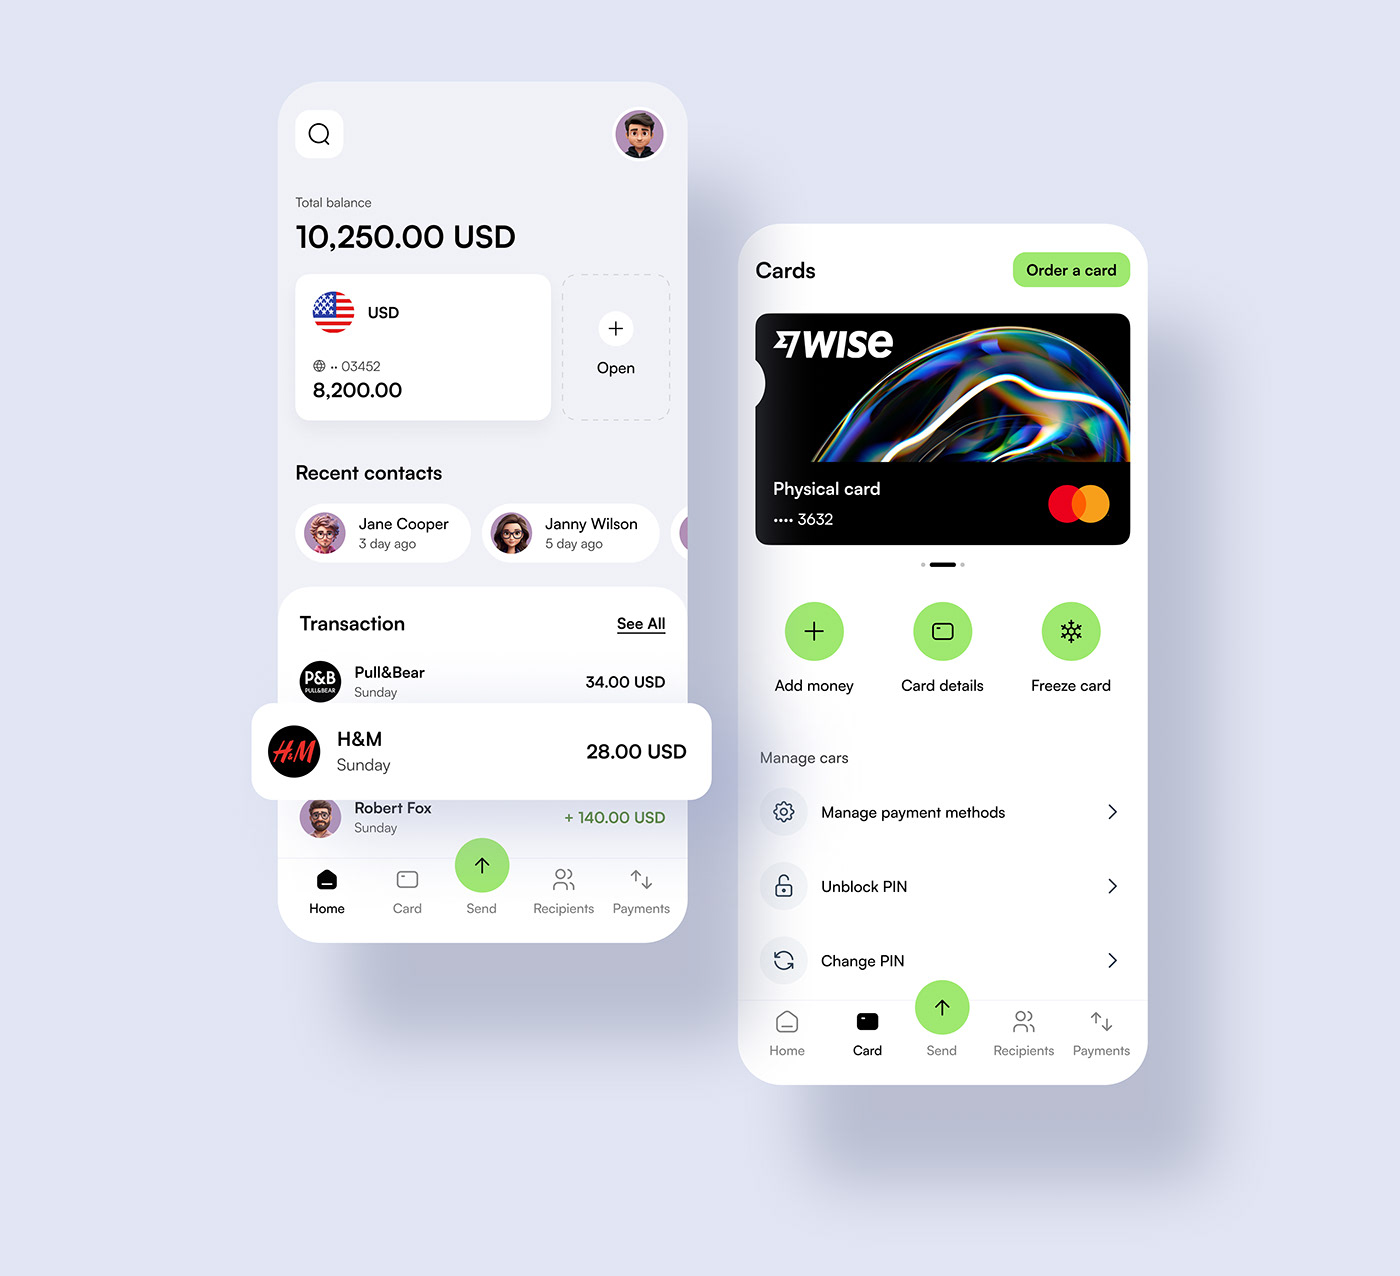 Total balance
10,250.00 USD
USD
·· 03452
8,200.00
Open
Recent contacts
Jane Cooper
3 day ago
Janny Wilson
5 day ago
Transaction
See All
P&B
PULL&BEAR
Pull&Bear
Sunday
34.00 USD
H&M
H&M
Sunday
28.00 USD
Robert Fox
Sunday
+ 140.00 USD
Home
Card
Send
Recipients
Payments
Cards
Order a card
WISE
Physical card
•••• 3632
Add money
Card details
Freeze card
Manage cars
Manage payment methods
Unblock PIN
Change PIN
Home
Card
Send
Recipients
Payments